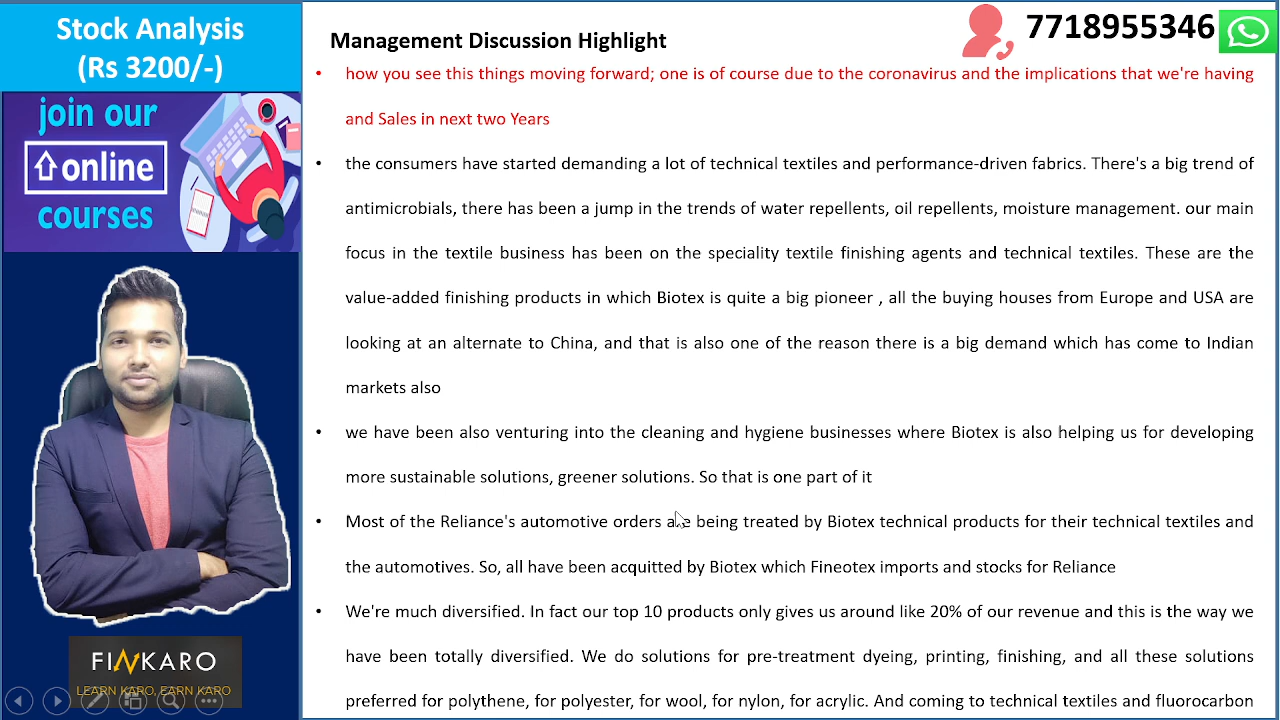 Stock Analysis
(Rs 3200/-)
join our
online
courses
FINKARO
LEARN KARO, EARN KARO
7718955346
Management Discussion Highlight
• how you see this things moving forward; one is of course due to the coronavirus and the implications that we're having
and Sales in next two Years
• the consumers have started demanding a lot of technical textiles and performance-driven fabrics. There's a big trend of
antimicrobials, there has been a jump in the trends of water repellents, oil repellents, moisture management. our main
focus in the textile business has been on the speciality textile finishing agents and technical textiles. These are the
value-added finishing products in which Biotex is quite a big pioneer , all the buying houses from Europe and USA are
looking at an alternate to China, and that is also one of the reason there is a big demand which has come to Indian
markets also
• we have been also venturing into the cleaning and hygiene businesses where Biotex is also helping us for developing
more sustainable solutions, greener solutions. So that is one part of it
• Most of the Reliance's automotive orders are being treated by Biotex technical products for their technical textiles and
the automotives. So, all have been acquitted by Biotex which Fineotex imports and stocks for Reliance
• We're much diversified. In fact our top 10 products only gives us around like 20% of our revenue and this is the way we
have been totally diversified. We do solutions for pre-treatment dyeing, printing, finishing, and all these solutions
preferred for polythene, for polyester, for wool, for nylon, for acrylic. And coming to technical textiles and fluorocarbon